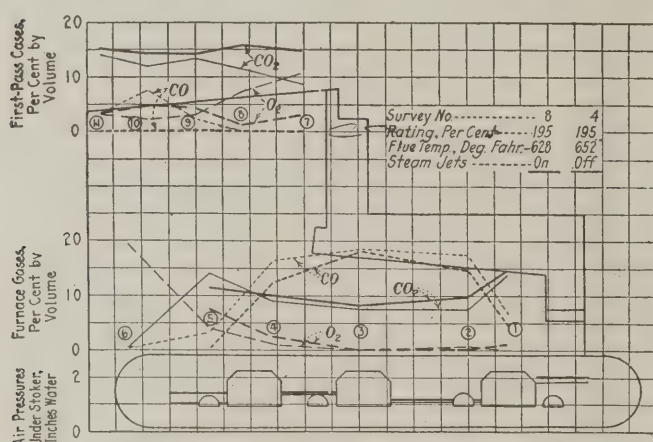 First-Pass Cases,
Per Cent by
Volume
20
15
10
5
0
CO2
CO
O2
11
10
9
8
7
Survey No. 8 4
Rating, Per Cent 195 195
Flue Temp., Deg. Fahr. 628 652
Steam Jets On Off
Furnace Gases,
Per Cent by
Volume
20
10
0
CO
CO2
O2
6
5
4
3
2
1
Air Pressures
Under Stoker,
Inches Water
2
0